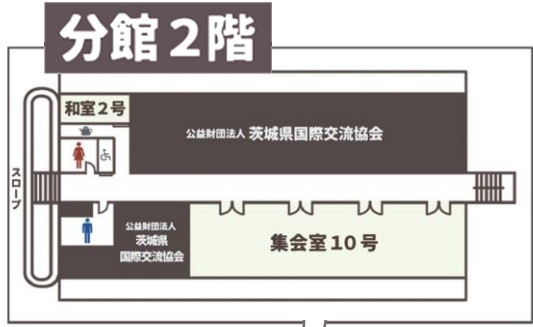 分館２階
和室２号
公益財団法人 茨城県国際交流協会
スロープ
公益財団法人
茨城県
国際交流協会
集会室１０号